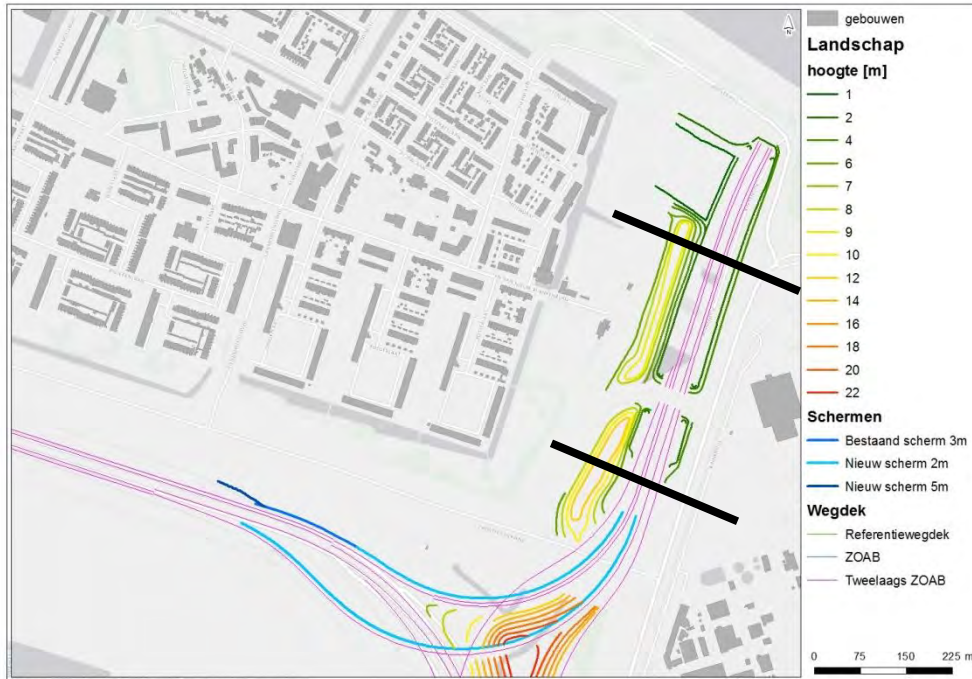 N
gebouwen
Landschap
hoogte [m]
1
2
4
6
7
8
9
10
12
14
16
18
20
22
Schermen
Bestaand scherm 3m
Nieuw scherm 2m
Nieuw scherm 5m
Wegdek
Referentiewegdek
ZOAB
Tweelaags ZOAB
0 75 150 225 m